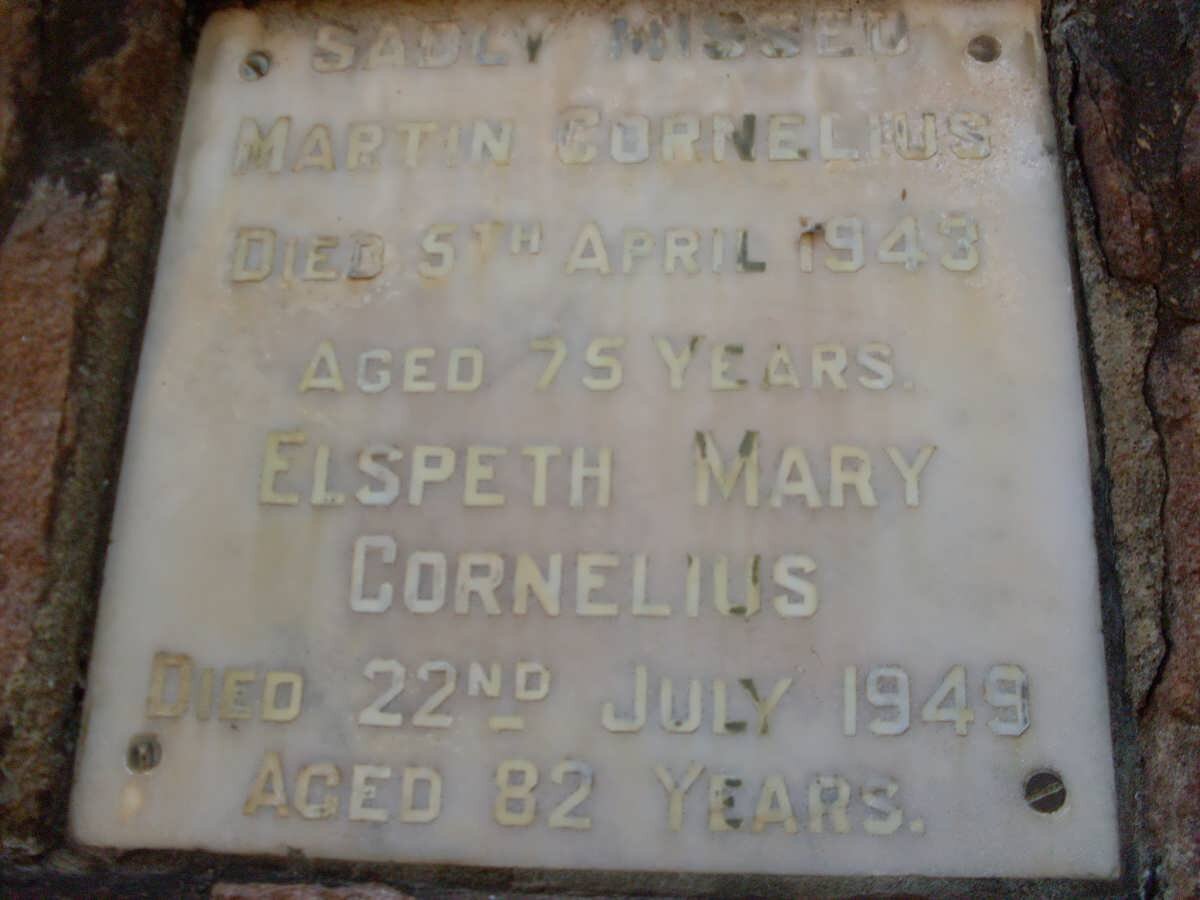 SADLY MISSED
MARTIN CORNELIUS
DIED 5TH APRIL 1943
AGED 75 YEARS.
ELSPETH MARY
CORNELIUS
DIED 22ND JULY 1949
AGED 82 YEARS.